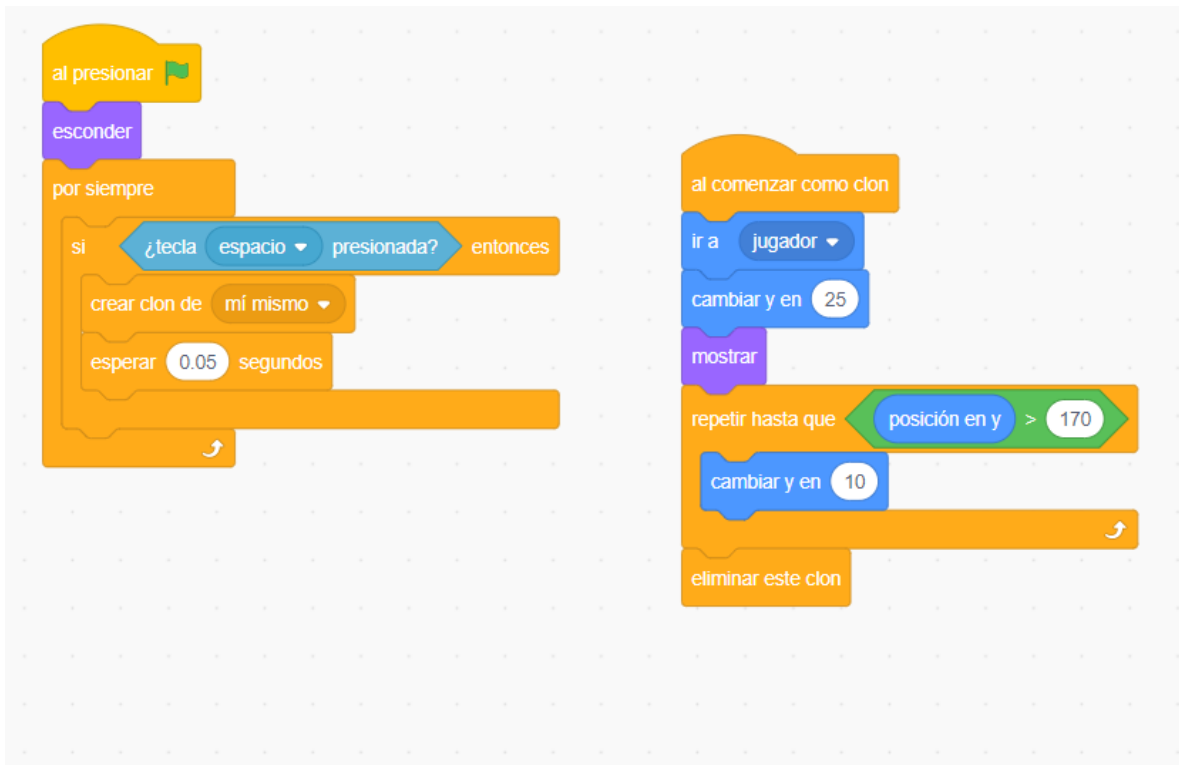 al presionar
esconder
por siempre
si ¿tecla espacio presionada? entonces
crear clon de mí mismo
esperar 0.05 segundos
al comenzar como clon
ir a jugador
cambiar y en 25
mostrar
repetir hasta que posición en y > 170
cambiar y en 10
eliminar este clon